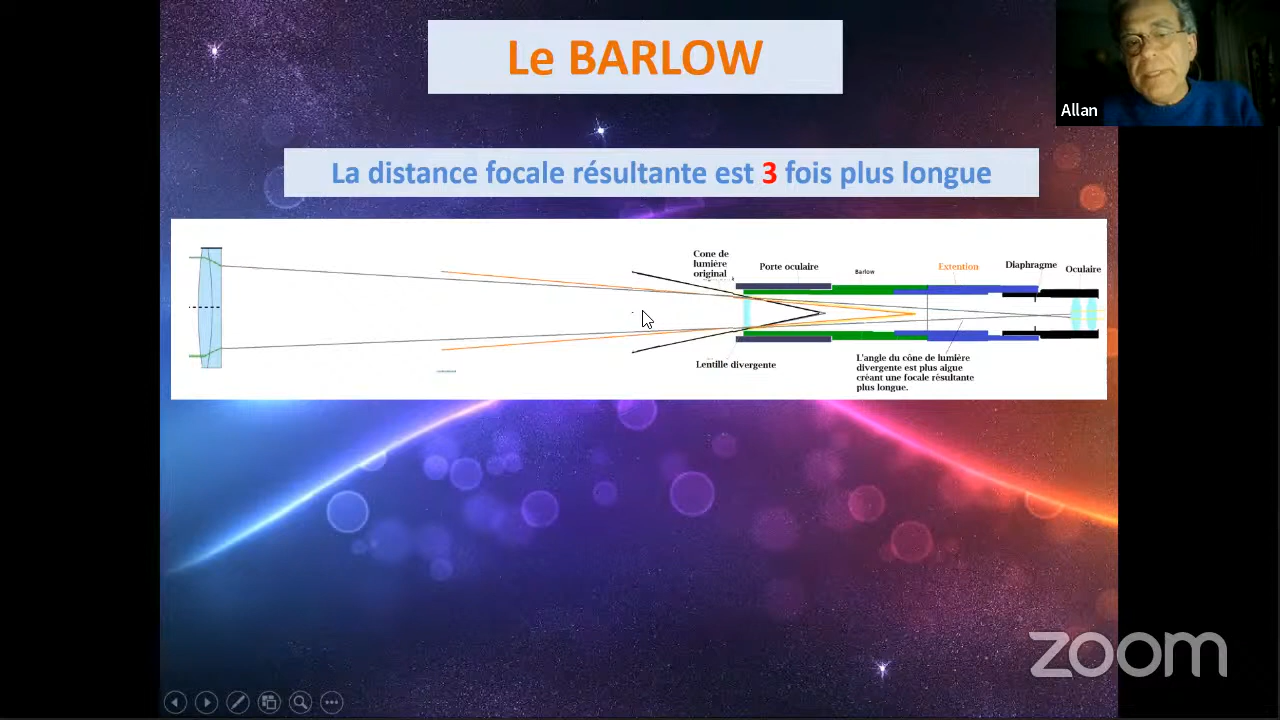 Le BARLOW
Allan
La distance focale résultante est 3 fois plus longue
Cone de
lumière
original
Porte oculaire
Barlow
Extention
Diaphragme
Oculaire
Lentille divergente
L'angle du cône de lumière
divergente est plus aigue
créant une focale résultante
plus longue.
zoom